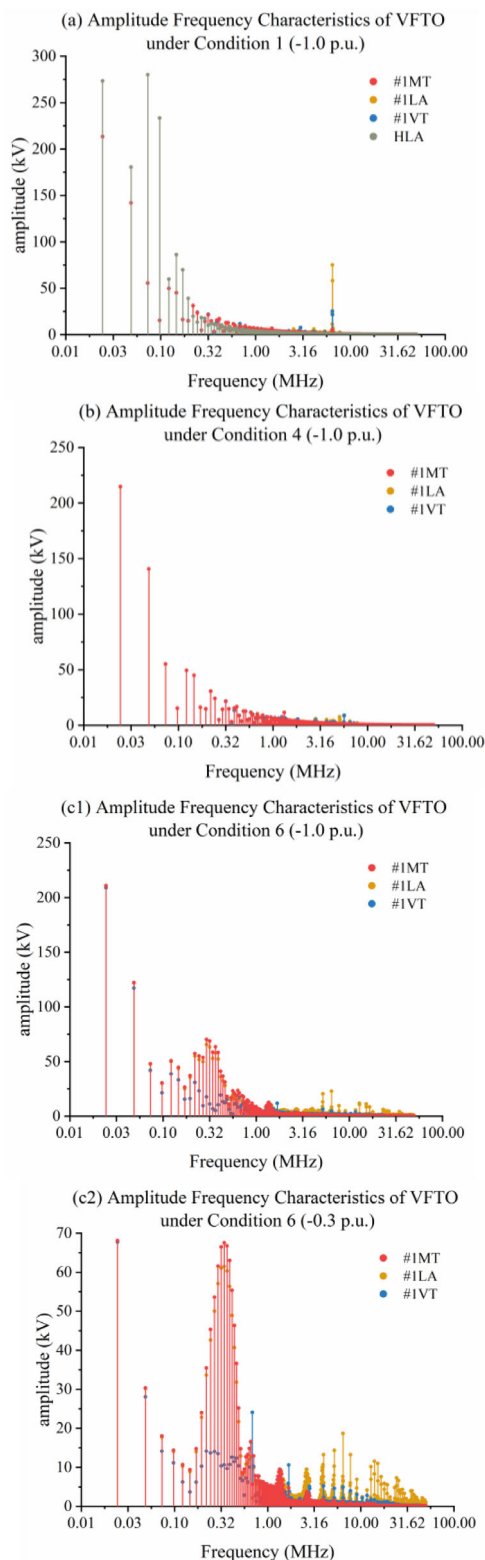 (a) Amplitude Frequency Characteristics of VFTO
under Condition 1 (-1.0 p.u.)
300
250
200
150
100
50
0
amplitude (kV)
#1MT
#1LA
#1VT
HLA
0.01 0.03 0.10 0.32 1.00 3.16 10.00 31.62 100.00
Frequency (MHz)
(b) Amplitude Frequency Characteristics of VFTO
under Condition 4 (-1.0 p.u.)
250
200
150
100
50
0
amplitude (kV)
#1MT
#1LA
#1VT
0.01 0.03 0.10 0.32 1.00 3.16 10.00 31.62 100.00
Frequency (MHz)
(c1) Amplitude Frequency Characteristics of VFTO
under Condition 6 (-1.0 p.u.)
250
200
150
100
50
0
amplitude (kV)
#1MT
#1LA
#1VT
0.01 0.03 0.10 0.32 1.00 3.16 10.00 31.62 100.00
Frequency (MHz)
(c2) Amplitude Frequency Characteristics of VFTO
under Condition 6 (-0.3 p.u.)
70
60
50
40
30
20
10
0
amplitude (kV)
#1MT
#1LA
#1VT
0.01 0.03 0.10 0.32 1.00 3.16 10.00 31.62 100.00
Frequency (MHz)